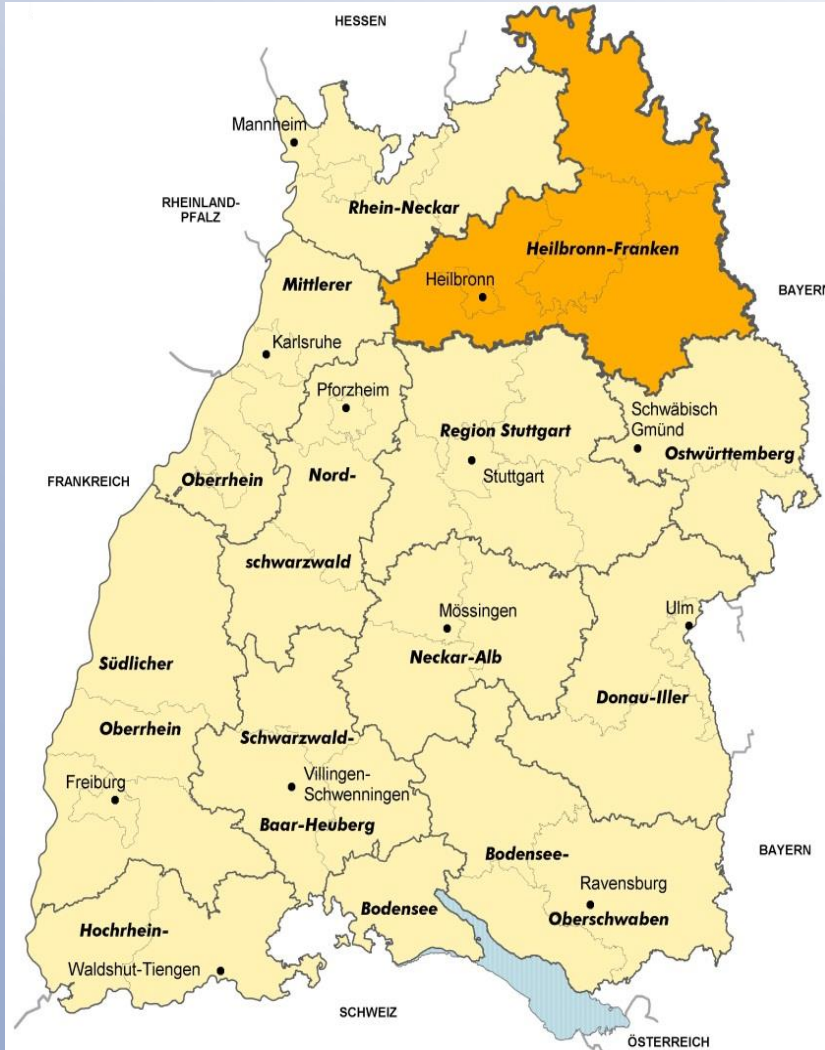 HESSEN
Mannheim
RHEINLAND-
PFALZ
Rhein-Neckar
Heilbronn-Franken
Heilbronn
Mittlerer
BAYERN
Karlsruhe
Pforzheim
Schwäbisch
Gmünd
Region Stuttgart
Ostwürttemberg
Stuttgart
FRANKREICH
Oberrhein
Nord-
schwarzwald
Mössingen
Ulm
Neckar-Alb
Südlicher
Donau-Iller
Oberrhein
Schwarzwald-
Freiburg
Villingen-
Schwenningen
Baar-Heuberg
BAYERN
Bodensee-
Ravensburg
Oberschwaben
Bodensee
Hochrhein-
Waldshut-Tiengen
SCHWEIZ
ÖSTERREICH